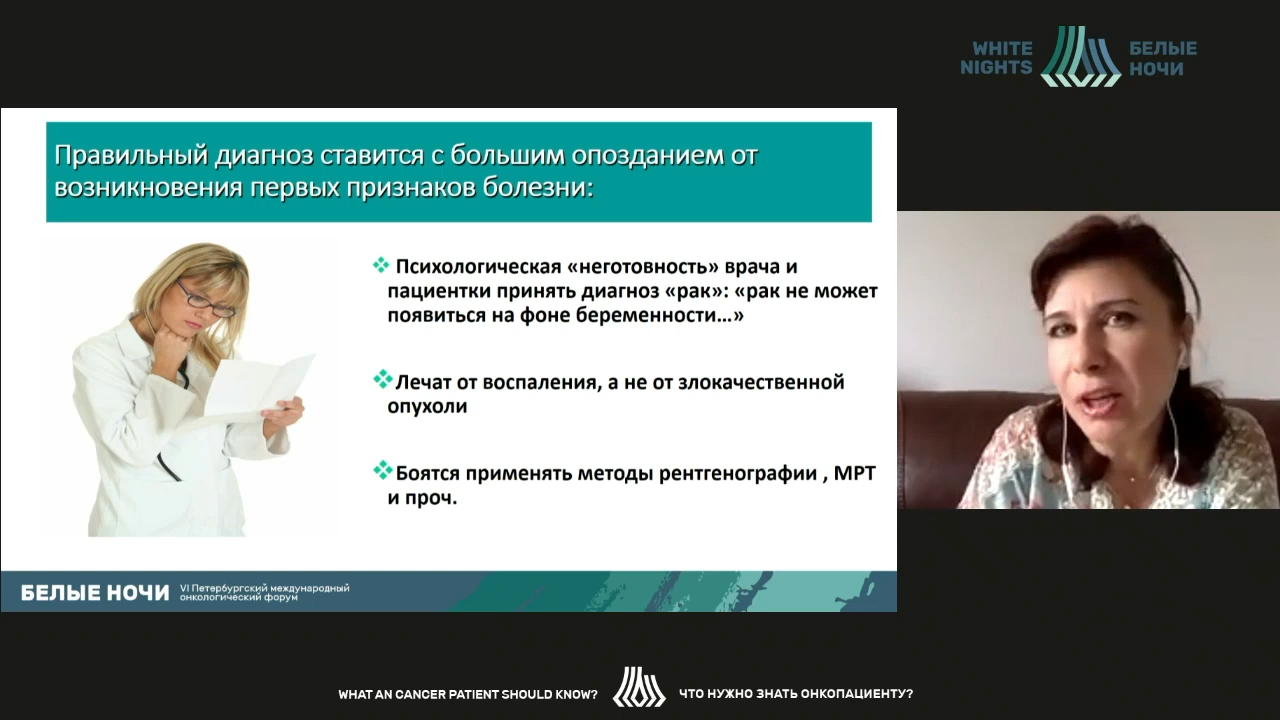 WHITE
NIGHTS
БЕЛЫЕ
НОЧИ
Правильный диагноз ставится с большим опозданием от
возникновения первых признаков болезни:
Психологическая «неготовность» врача и
пациентки принять диагноз «рак»: «рак не может
появиться на фоне беременности...»
Лечат от воспаления, а не от злокачественной
опухоли
Боятся применять методы рентгенографии , МРТ
и проч.
БЕЛЫЕ НОЧИ
VI Петербургский международный
онкологический форум
WHAT AN CANCER PATIENT SHOULD KNOW?
ЧТО НУЖНО ЗНАТЬ ОНКОПАЦИЕНТУ?